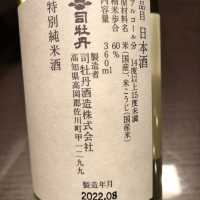 品目 日本酒
アルコール分 14度以上15度未満
原材料名 米(国産)、米こうじ(国産米)
精米歩合 60%
内容量 360ml
製造者
司牡丹酒造株式会社
高知県高岡郡佐川町甲一二九九
司牡丹
特別純米酒
製造年月
2022.08